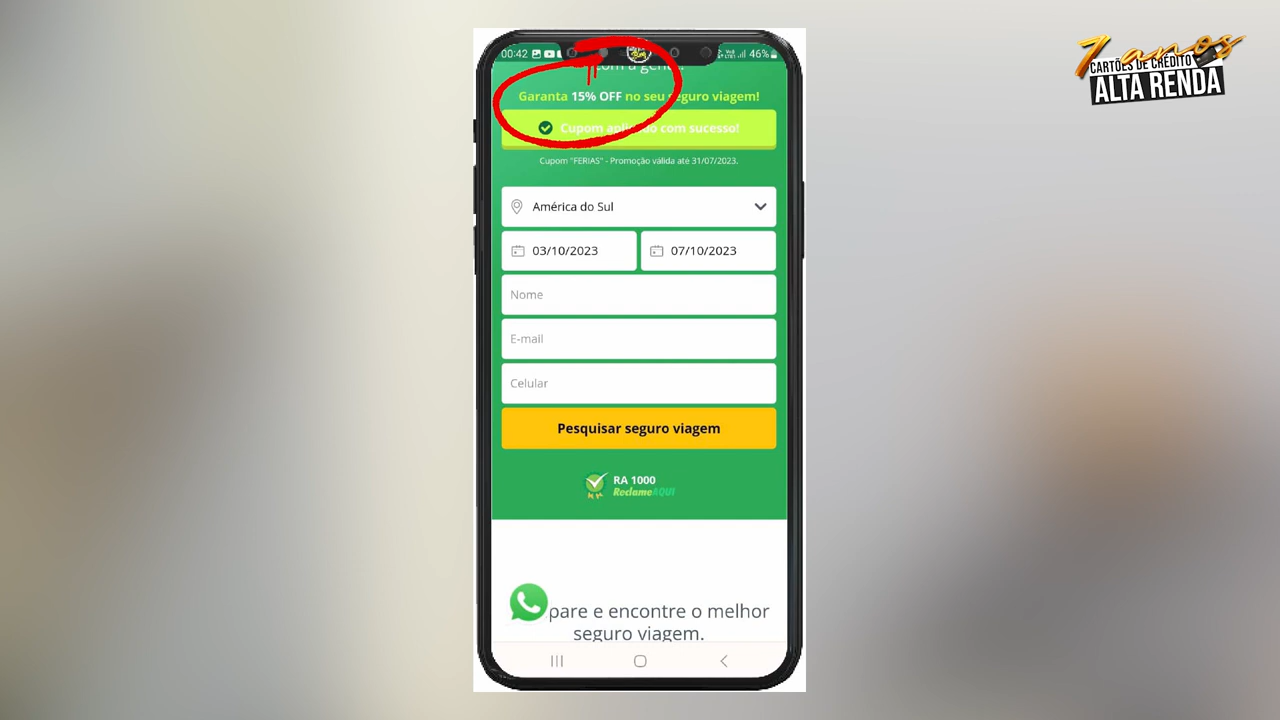 7 anos
CARTÕES DE CRÉDITO
ALTA RENDA
00:42
46%
com a gente
Garanta 15% OFF no seu seguro viagem!
Cupom aplicado com sucesso!
Cupom "FERIAS" - Promoção válida até 31/07/2023.
América do Sul
03/10/2023
07/10/2023
Nome
E-mail
Celular
Pesquisar seguro viagem
RA 1000
ReclameAQUI
pare e encontre o melhor
seguro viagem.